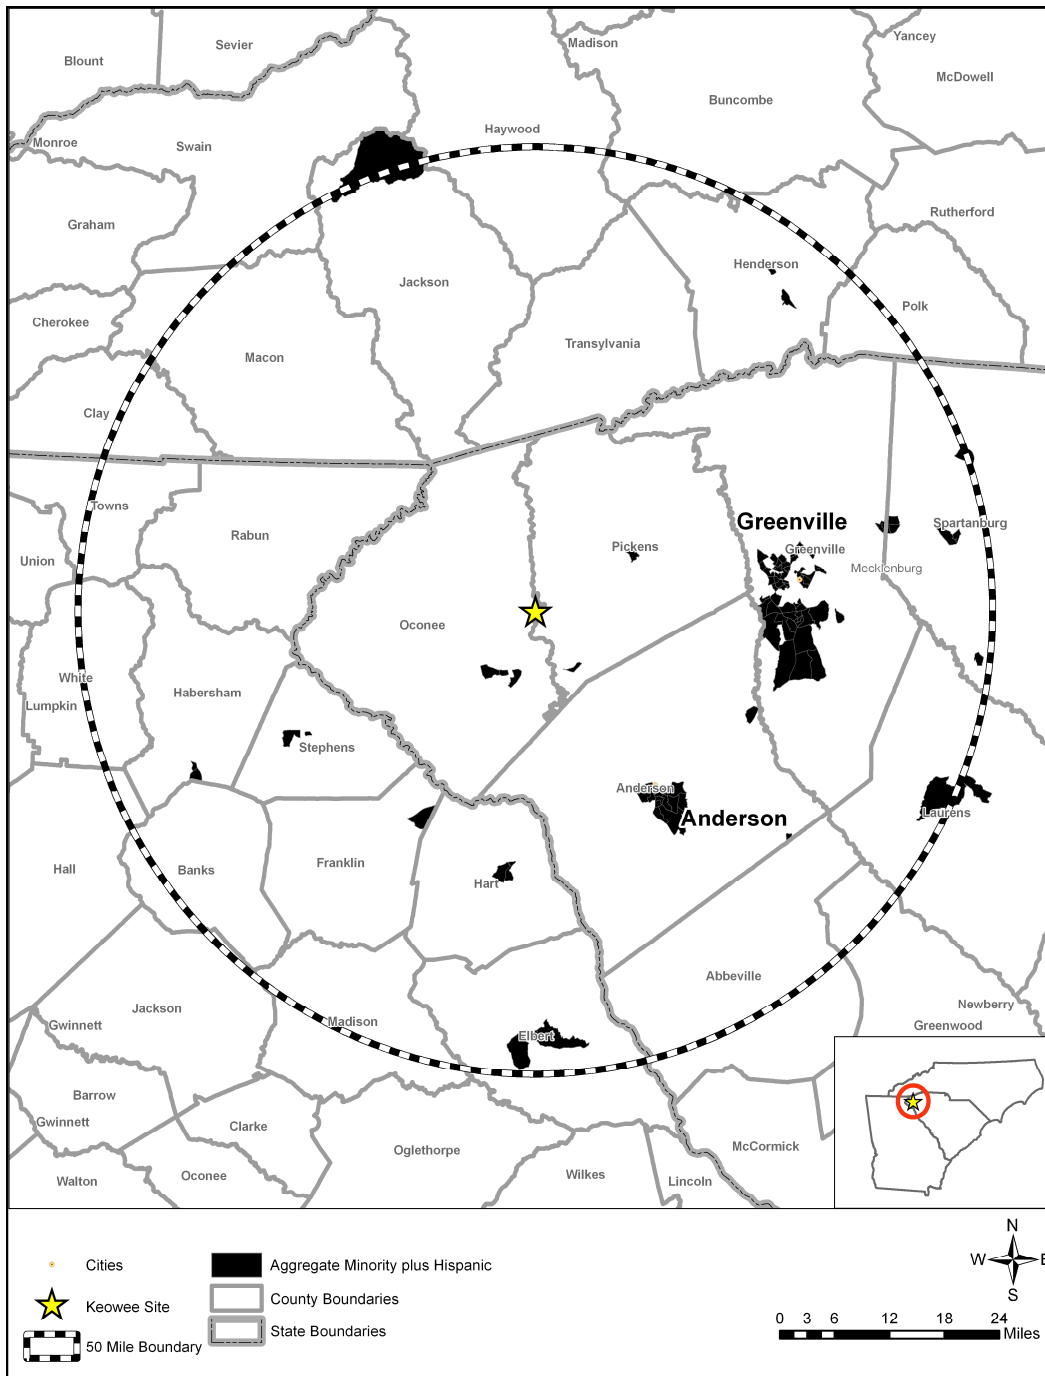 Sevier
Blount
Madison
Yancey
McDowell
Buncombe
Haywood
Monroe
Swain
Graham
Rutherford
Henderson
Jackson
Polk
Cherokee
Transylvania
Macon
Clay
Towns
Greenville
Spartanburg
Rabun
Pickens
Greenville
Union
Mecklenburg
Oconee
White
Habersham
Lumpkin
Stephens
Anderson
Anderson
Laurens
Franklin
Hall
Banks
Hart
Abbeville
Jackson
Newberry
Madison
Gwinnett
Greenwood
Elbert
Barrow
Gwinnett
Clarke
Oglethorpe
McCormick
Wilkes
Oconee
Walton
Lincoln
N
W E
S
Cities
Keowee Site
50 Mile Boundary
Aggregate Minority plus Hispanic
County Boundaries
State Boundaries
0 3 6 12 18 24
Miles